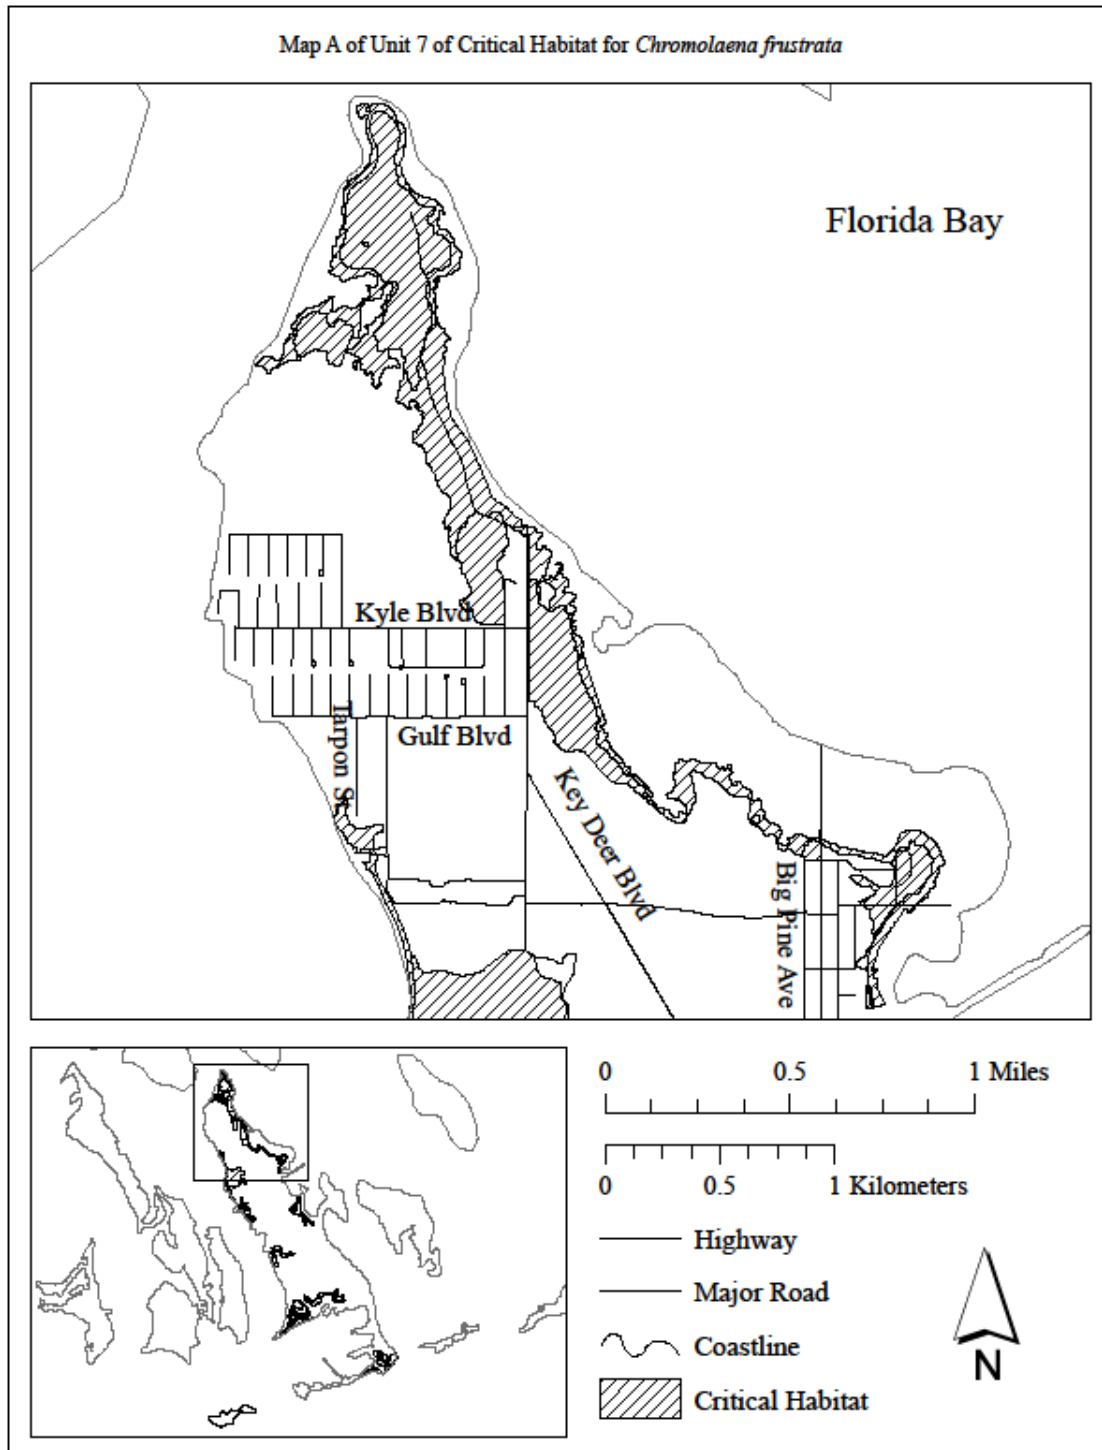 Map A of Unit 7 of Critical Habitat for Chromolaena frustrata
Florida Bay
Kyle Blvd
Tarpon St
Gulf Blvd
Key Deer Blvd
Big Pine Ave
0 0.5 1 Miles
0 0.5 1 Kilometers
Highway
Major Road
Coastline
Critical Habitat
N